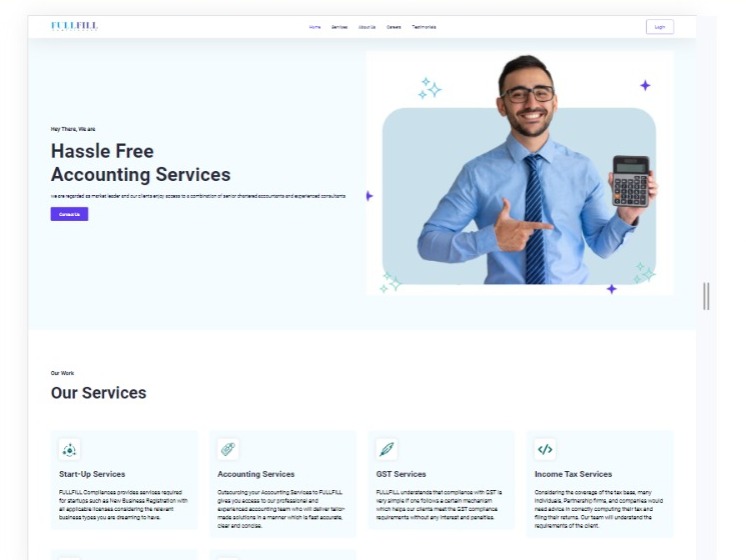 FULLFILL
Home Services About Us Careers Testimonials
Login
Hey There, We are
Hassle Free
Accounting Services
we are regarded as market leader and our clients enjoy access to a combination of senior chartered accountants and experienced consultants
Contact Us
Our Work
Our Services
Start-Up Services
FULLFILL Compliances provides services required
for startups such as New Business Registration with
all applicable licenses considering the relevant
business types you are dreaming to have.
Accounting Services
Outsourcing your Accounting Services to FULLFILL
gives you access to our professional and
experienced accounting team who will deliver tailor-
made solutions in a manner which is fast accurate,
clear and concise.
GST Services
FULLFILL understands that compliance with GST is
very simple if one follows a certain mechanism
which helps our clients meet the GST compliance
requirements without any interest and penalties.
Income Tax Services
Considering the coverage of the tax base, many
Individuals, Partnership firms, and companies would
need advice in correctly computing their tax and
filing their returns. Our team will understand the
requirements of the client.